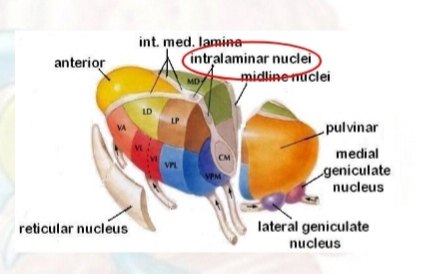 int. med. lamina
anterior
intralaminar nuclei
midline nuclei
MD
LD
LP
VA
VL
VPL
VPM
CM
pulvinar
medial
geniculate
nucleus
reticular nucleus
lateral geniculate
nucleus